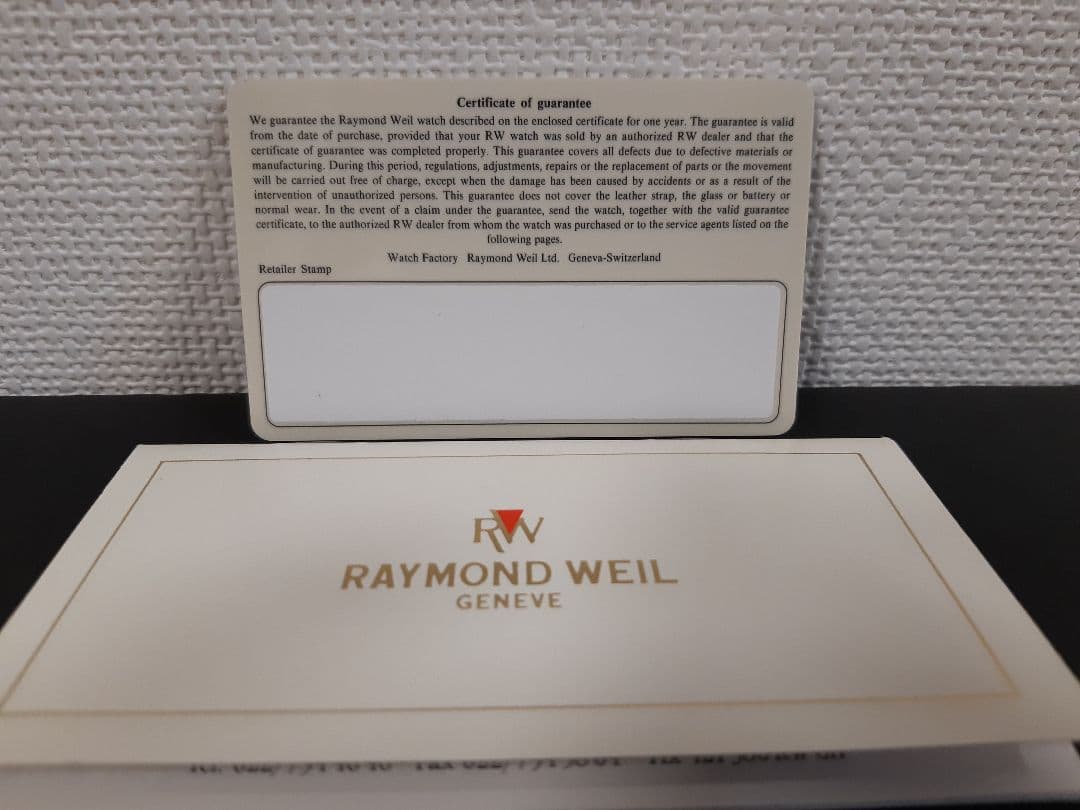 Certificate of guarantee
We guarantee the Raymond Weil watch described on the enclosed certificate for one year. The guarantee is valid
from the date of purchase, provided that your RW watch was sold by an authorized RW dealer and that the
certificate of guarantee was completed properly. This guarantee covers all defects due to defective materials or
manufacturing. During this period, regulations, adjustments, repairs or the replacement of parts or the movement
will be carried out free of charge, except when the damage has been caused by accidents or as a result of the
intervention of unauthorized persons. This guarantee does not cover the leather strap, the glass or battery or
normal wear. In the event of a claim under the guarantee, send the watch, together with the valid guarantee
certificate, to the authorized RW dealer from whom the watch was purchased or to the service agents listed on the
following pages.
Watch Factory Raymond Weil Ltd. Geneva-Switzerland
Retailer Stamp
RW
RAYMOND WEIL
GENEVE